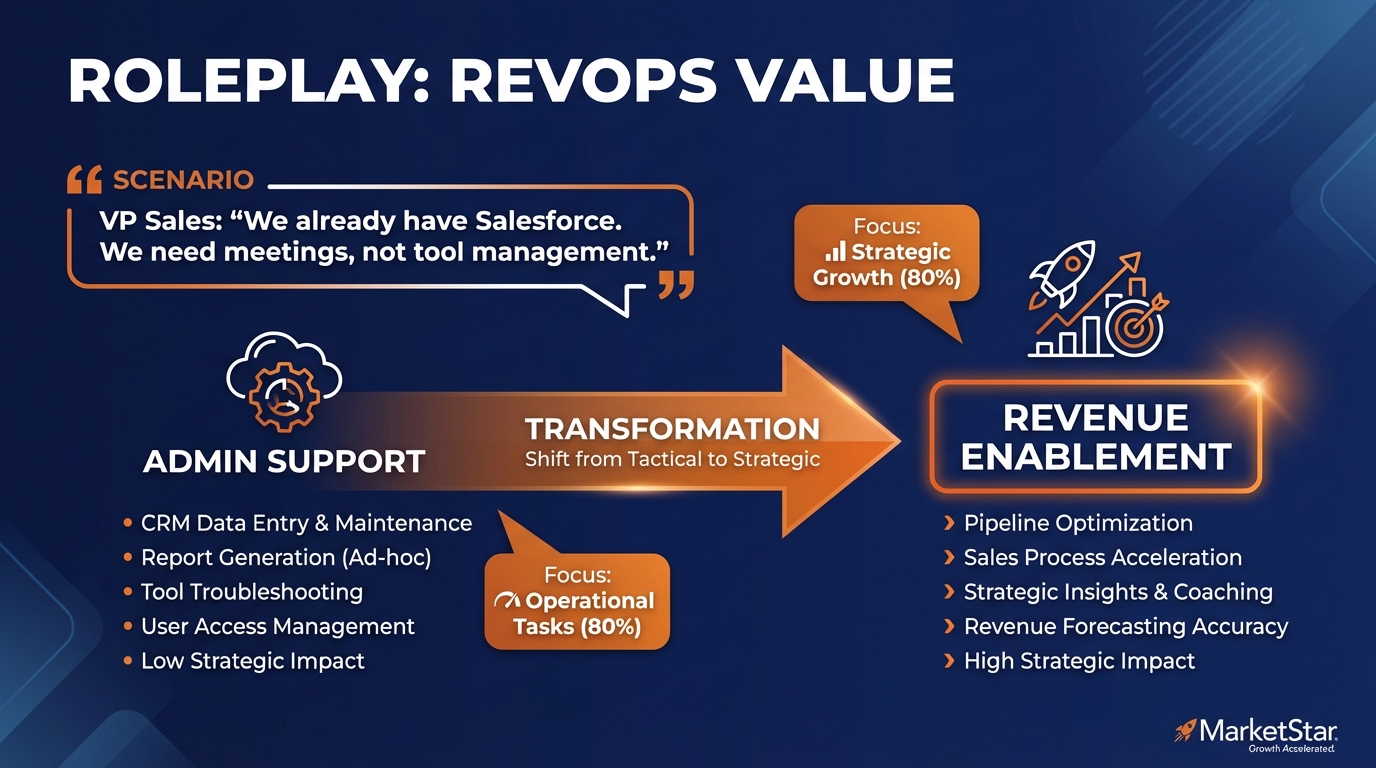 ROLEPLAY: REVOPS VALUE
“ SCENARIO
VP Sales: “We already have Salesforce.
We need meetings, not tool management.”
”
Focus:
Strategic
Growth (80%)
TRANSFORMATION
Shift from Tactical to Strategic
ADMIN SUPPORT
• CRM Data Entry & Maintenance
• Report Generation (Ad-hoc)
• Tool Troubleshooting
• User Access Management
• Low Strategic Impact
Focus:
Operational
Tasks (80%)
REVENUE
ENABLEMENT
› Pipeline Optimization
› Sales Process Acceleration
› Strategic Insights & Coaching
› Revenue Forecasting Accuracy
› High Strategic Impact
MarketStar
Growth Accelerated.